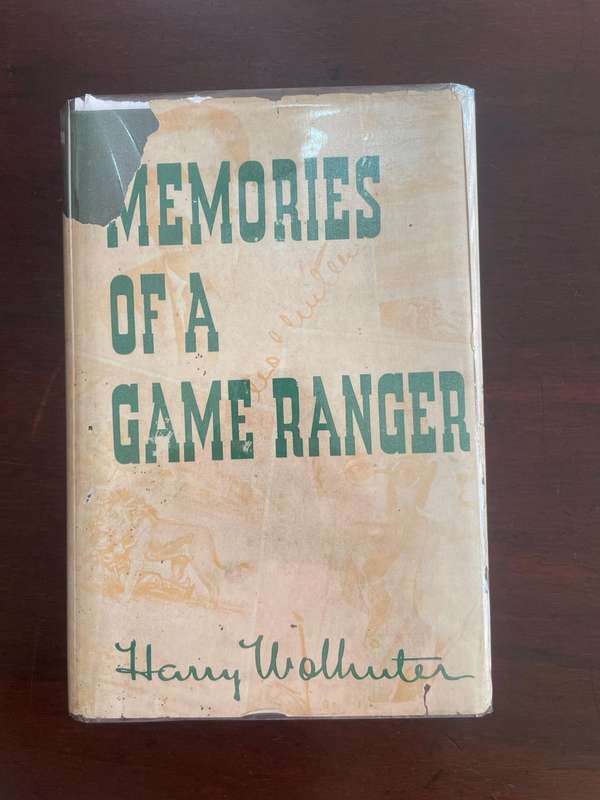 MEMORIES
OF A
GAME RANGER
Harry Wolhuter